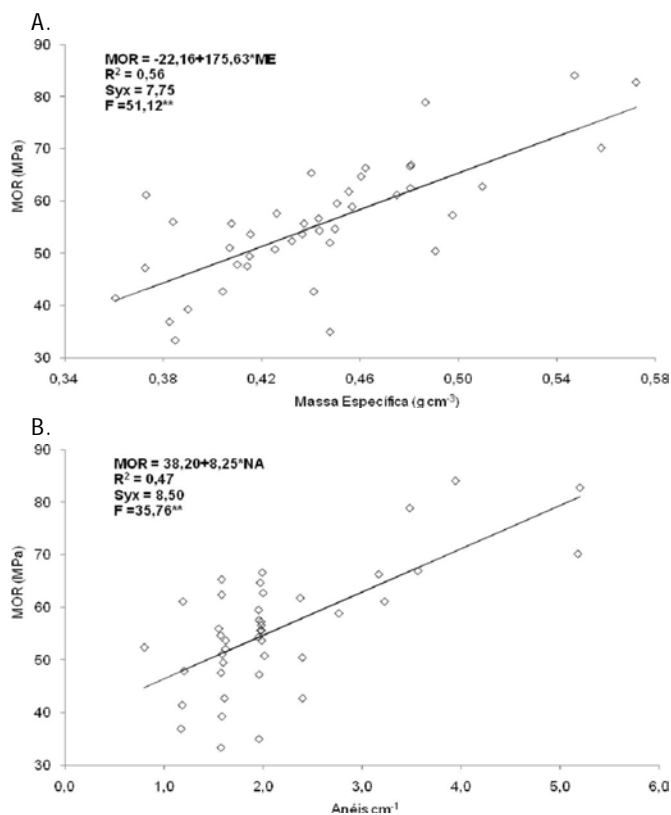 A.
MOR = -22,16+175,63*ME
R² = 0,56
Syx = 7,75
F =51,12**
90
80
70
60
50
40
30
MOR (MPa)
0,34 0,38 0,42 0,46 0,50 0,54 0,58
Massa Específica (g cm⁻³)
B.
MOR = 38,20+8,25*NA
R² = 0,47
Syx = 8,50
F =35,76**
90
80
70
60
50
40
30
MOR (MPa)
0,0 1,0 2,0 3,0 4,0 5,0 6,0
Anéis cm⁻¹